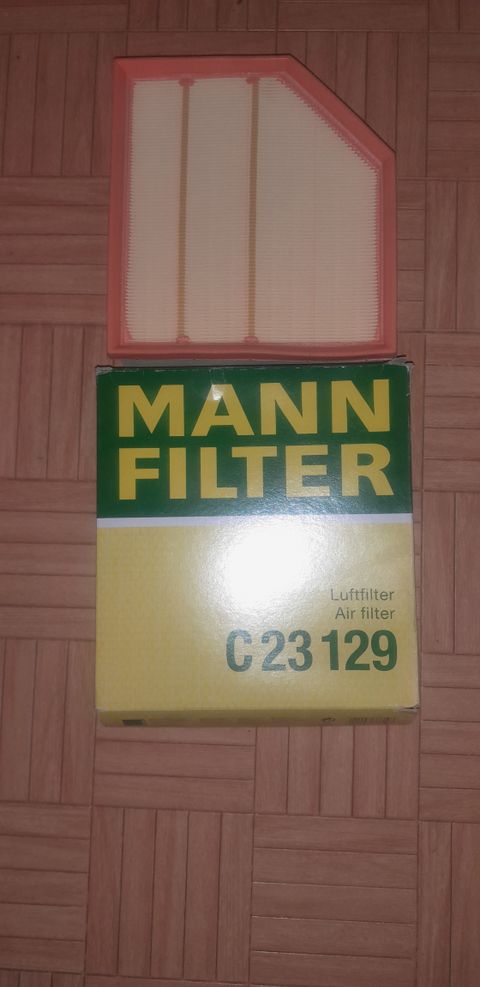 MANN
FILTER
Luftfilter
Air filter
C 23 129